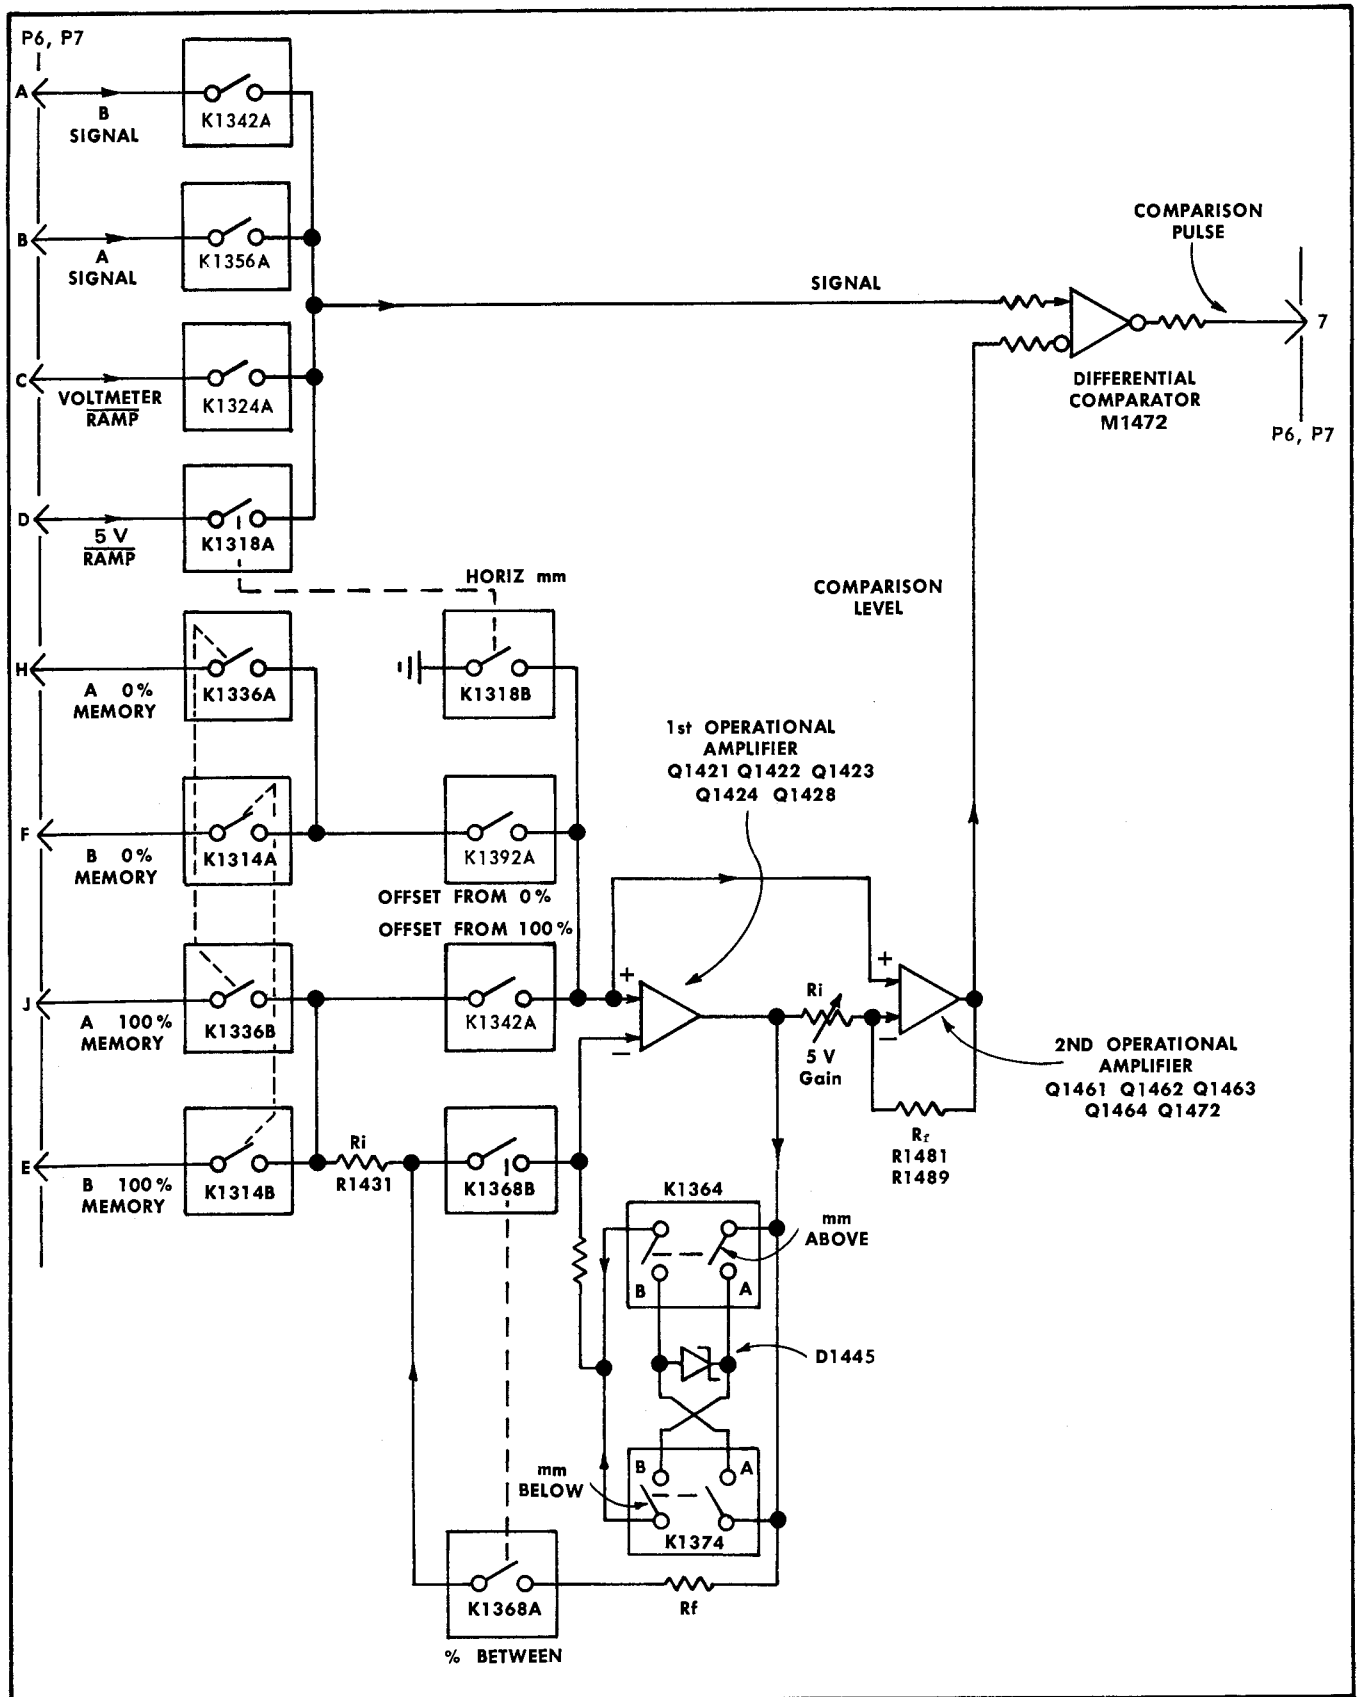 P6, P7
A
B
SIGNAL
K1342A
B
A
SIGNAL
K1356A
C
VOLTMETER
RAMP
K1324A
D
5 V
RAMP
K1318A
SIGNAL
COMPARISON
PULSE
7
DIFFERENTIAL
COMPARATOR
M1472
P6, P7
HORIZ mm
COMPARISON
LEVEL
H
A 0%
MEMORY
K1336A
K1318B
1st OPERATIONAL
AMPLIFIER
Q1421 Q1422 Q1423
Q1424 Q1428
F
B 0%
MEMORY
K1314A
K1392A
OFFSET FROM 0%
OFFSET FROM 100%
J
A 100%
MEMORY
K1336B
K1342A
+
−
Ri
5 V
Gain
+
−
2ND OPERATIONAL
AMPLIFIER
Q1461 Q1462 Q1463
Q1464 Q1472
Rf
R1481
R1489
E
B 100%
MEMORY
K1314B
Ri
R1431
K1368B
K1364
mm
ABOVE
B
A
D1445
B
A
mm
BELOW
K1374
K1368A
Rf
% BETWEEN